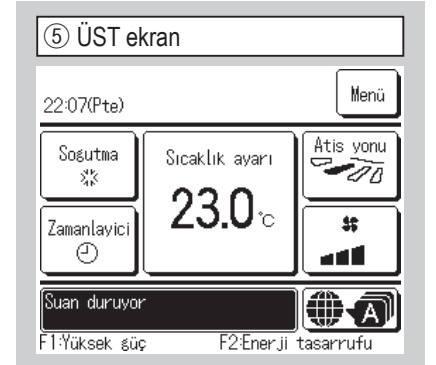 ⑤ ÜST ekran
22:07(Pte)
Menü
Soğutma
Sıcaklık ayarı
Atis yonu
23.0°C
Zamanlayici
Suan duruyor
A
F1:Yüksek güç F2:Enerji tasarrufu